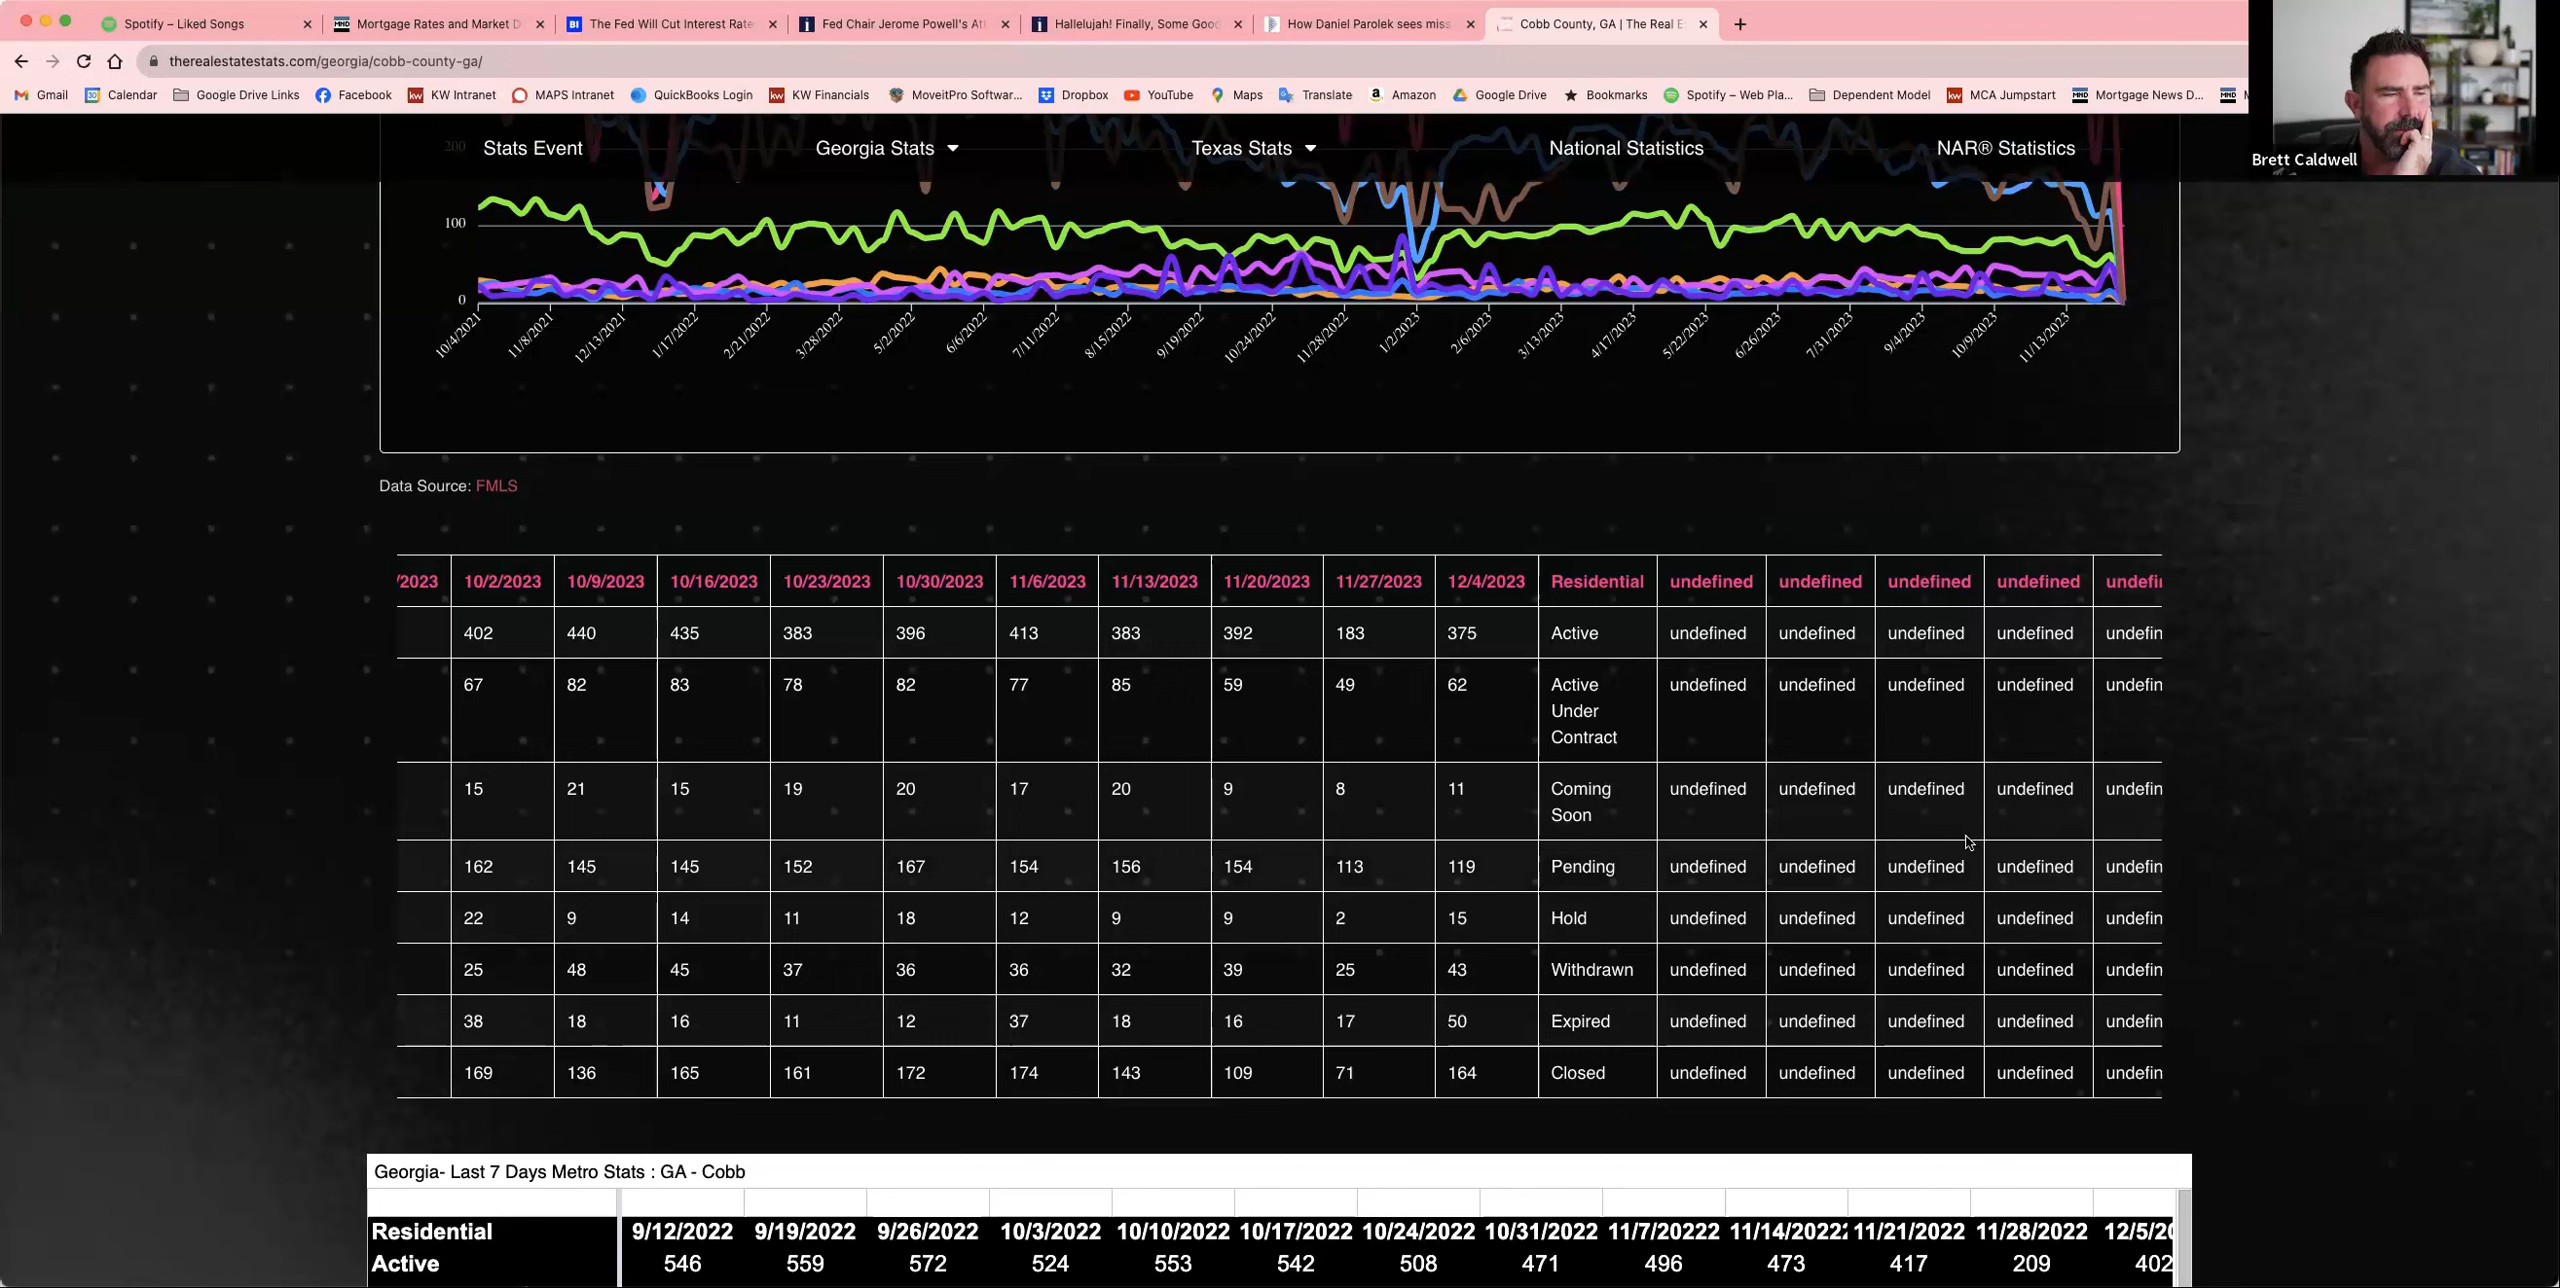 Spotify – Liked Songs
Mortgage Rates and Market D
The Fed Will Cut Interest Rate
Fed Chair Jerome Powell's At
Hallelujah! Finally, Some Good
How Daniel Parolek sees miss
Cobb County, GA | The Real E
therealestatestats.com/georgia/cobb-county-ga/
Gmail Calendar Google Drive Links Facebook KW Intranet MAPS Intranet QuickBooks Login KW Financials MoveitPro Softwar... Dropbox YouTube Maps Translate Amazon Google Drive Bookmarks Spotify – Web Pla... Dependent Model MCA Jumpstart Mortgage News D...
Brett Caldwell
Stats Event Georgia Stats Texas Stats National Statistics NAR® Statistics
200
100
0
10/4/2021 11/8/2021 12/13/2021 1/17/2022 2/21/2022 3/28/2022 5/2/2022 6/6/2022 7/11/2022 8/15/2022 9/19/2022 10/24/2022 11/28/2022 1/2/2023 2/6/2023 3/13/2023 4/17/2023 5/22/2023 6/26/2023 7/31/2023 9/4/2023 10/9/2023 11/13/2023
Data Source: FMLS
/2023 10/2/2023 10/9/2023 10/16/2023 10/23/2023 10/30/2023 11/6/2023 11/13/2023 11/20/2023 11/27/2023 12/4/2023 Residential undefined undefined undefined undefined undefi
402 440 435 383 396 413 383 392 183 375 Active undefined undefined undefined undefined undefin
67 82 83 78 82 77 85 59 49 62 Active undefined undefined undefined undefined undefin
Under
Contract
15 21 15 19 20 17 20 9 8 11 Coming undefined undefined undefined undefined undefin
Soon
162 145 145 152 167 154 156 154 113 119 Pending undefined undefined undefined undefined undefin
22 9 14 11 18 12 9 9 2 15 Hold undefined undefined undefined undefined undefin
25 48 45 37 36 36 32 39 25 43 Withdrawn undefined undefined undefined undefined undefin
38 18 16 11 12 37 18 16 17 50 Expired undefined undefined undefined undefined undefin
169 136 165 161 172 174 143 109 71 164 Closed undefined undefined undefined undefined undefin
Georgia- Last 7 Days Metro Stats : GA - Cobb
Residential 9/12/2022 9/19/2022 9/26/2022 10/3/2022 10/10/2022 10/17/2022 10/24/2022 10/31/2022 11/7/20222 11/14/2022 11/21/2022 11/28/2022 12/5/20
Active 546 559 572 524 553 542 508 471 496 473 417 209 402